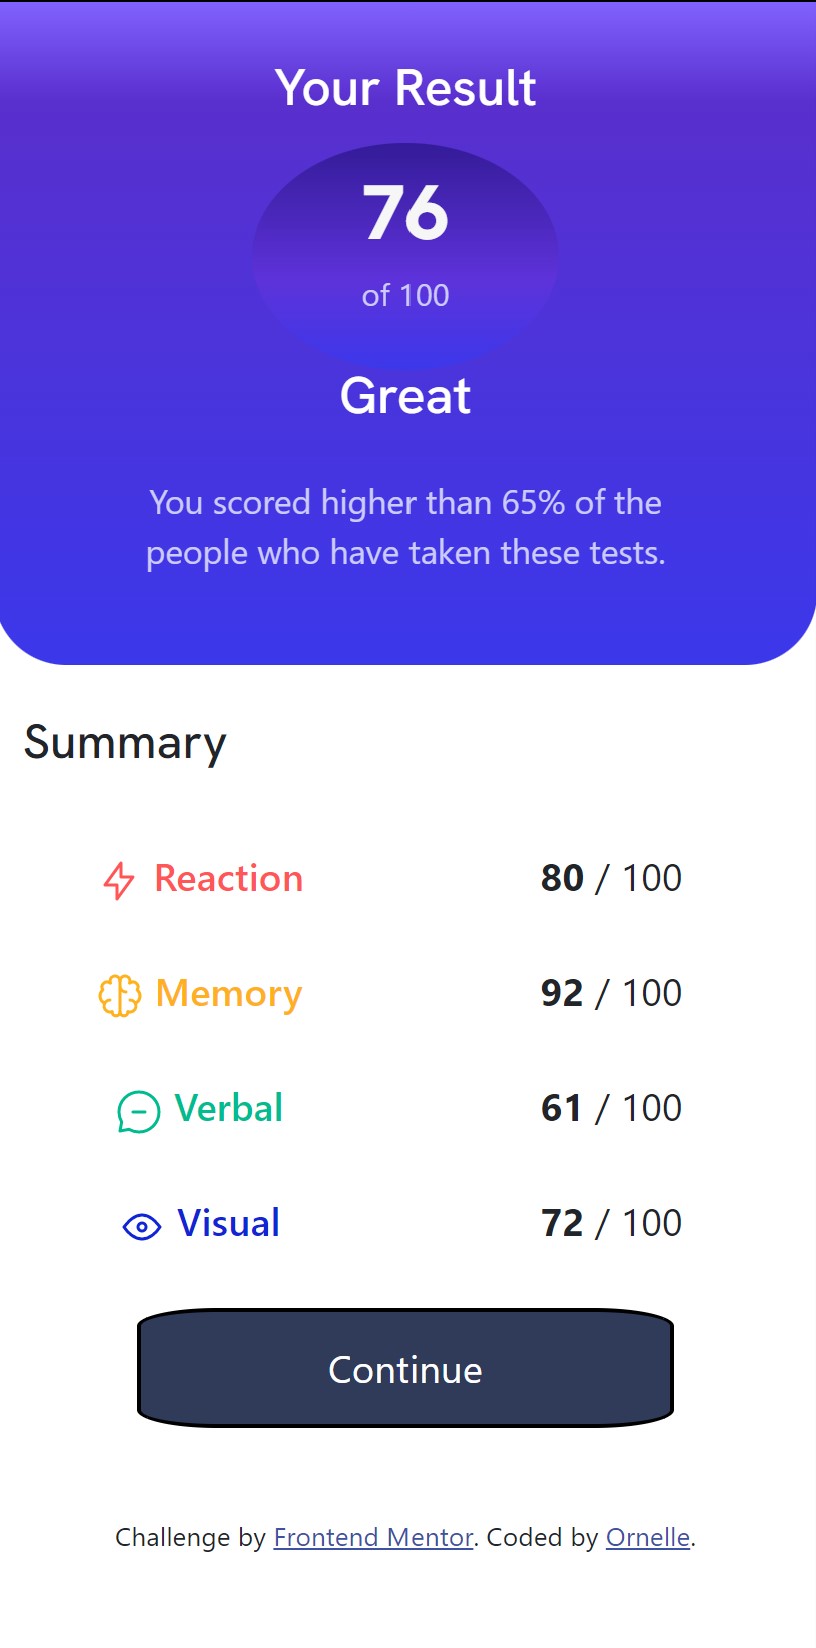 Your Result
76
of 100
Great
You scored higher than 65% of the
people who have taken these tests.
Summary
Reaction 80 / 100
Memory 92 / 100
Verbal 61 / 100
Visual 72 / 100
Continue
Challenge by Frontend Mentor. Coded by Ornelle.